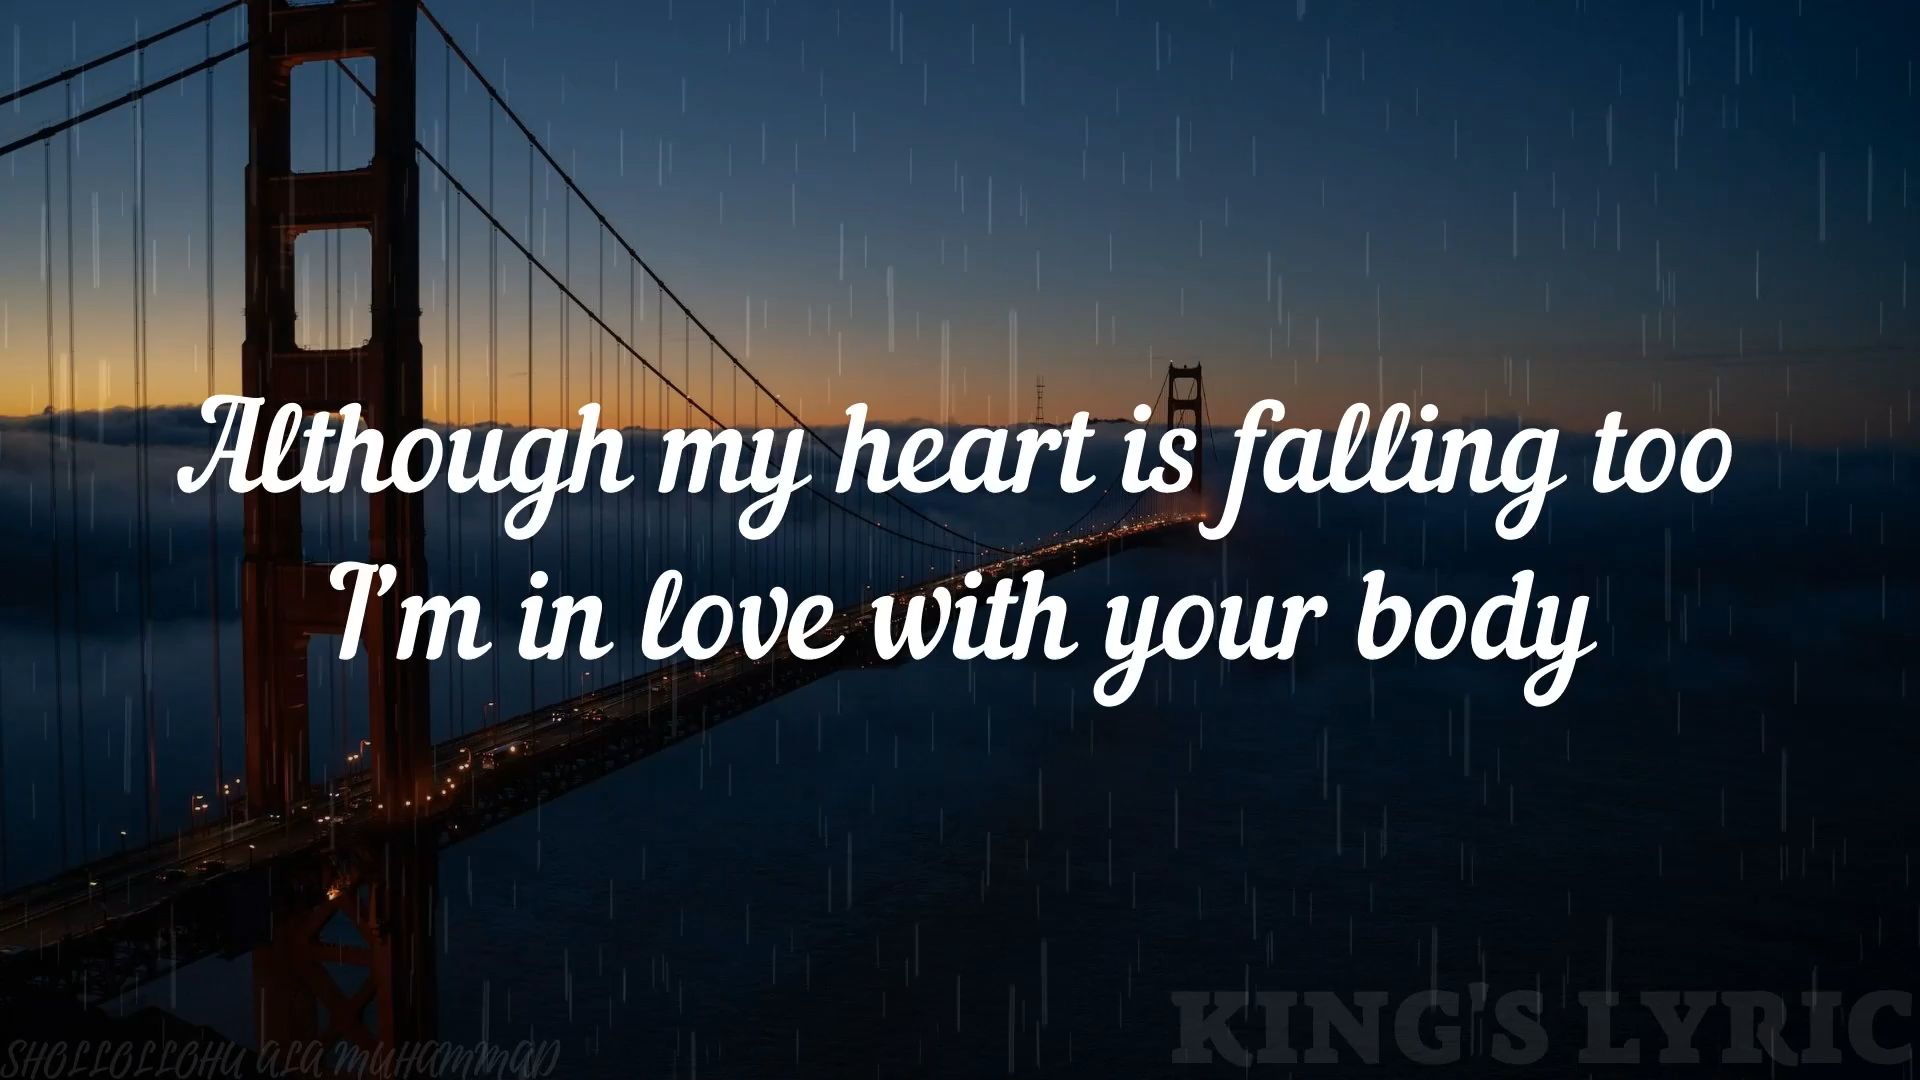 Although my heart is falling too
I'm in love with your body
KING'S LYRIC
SHOLLOLLOHU ALA MUHAMMAD